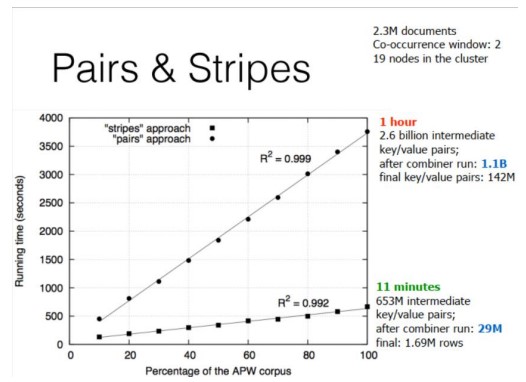 Pairs & Stripes
2.3M documents
Co-occurrence window: 2
19 nodes in the cluster
4000
3500
3000
2500
2000
1500
1000
500
0
Running time (seconds)
"stripes" approach
"pairs" approach
R² = 0.999
R² = 0.992
0
20
40
60
80
100
Percentage of the APW corpus
1 hour
2.6 billion intermediate
key/value pairs;
after combiner run: 1.1B
final key/value pairs: 142M
11 minutes
653M intermediate
key/value pairs;
after combiner run: 29M
final: 1.69M rows